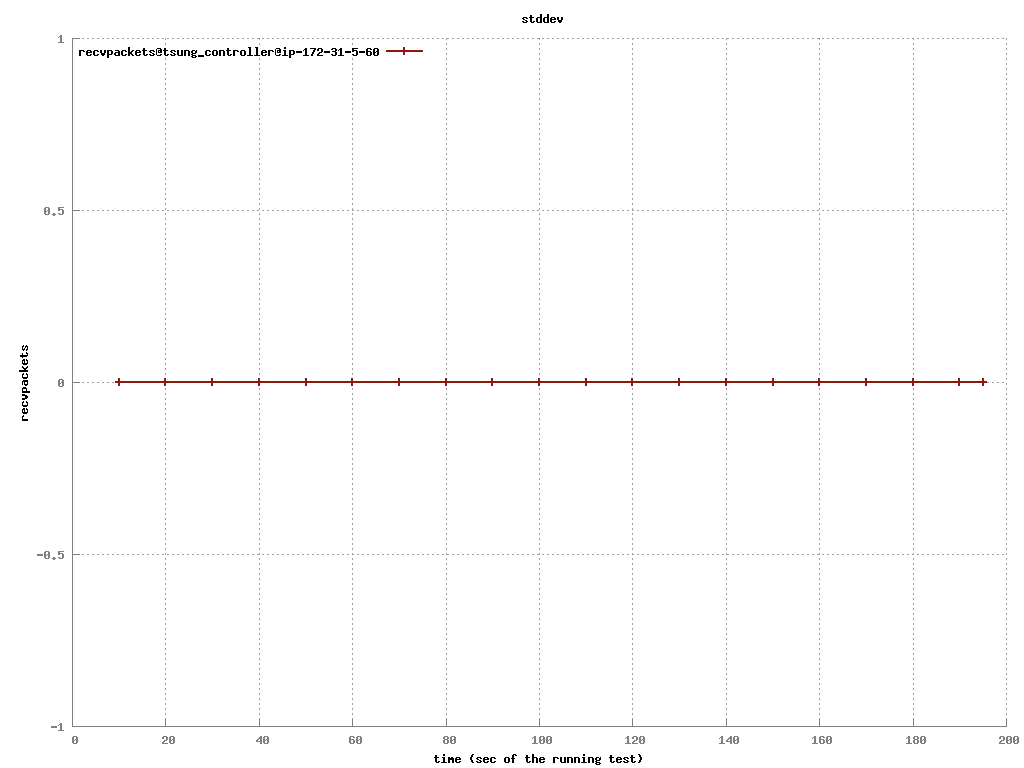 stddev
1
recvpackets@tsung_controller@ip-172-31-5-60
0.5
recvpackets
0
-0.5
-1
0 20 40 60 80 100 120 140 160 180 200
time (sec of the running test)